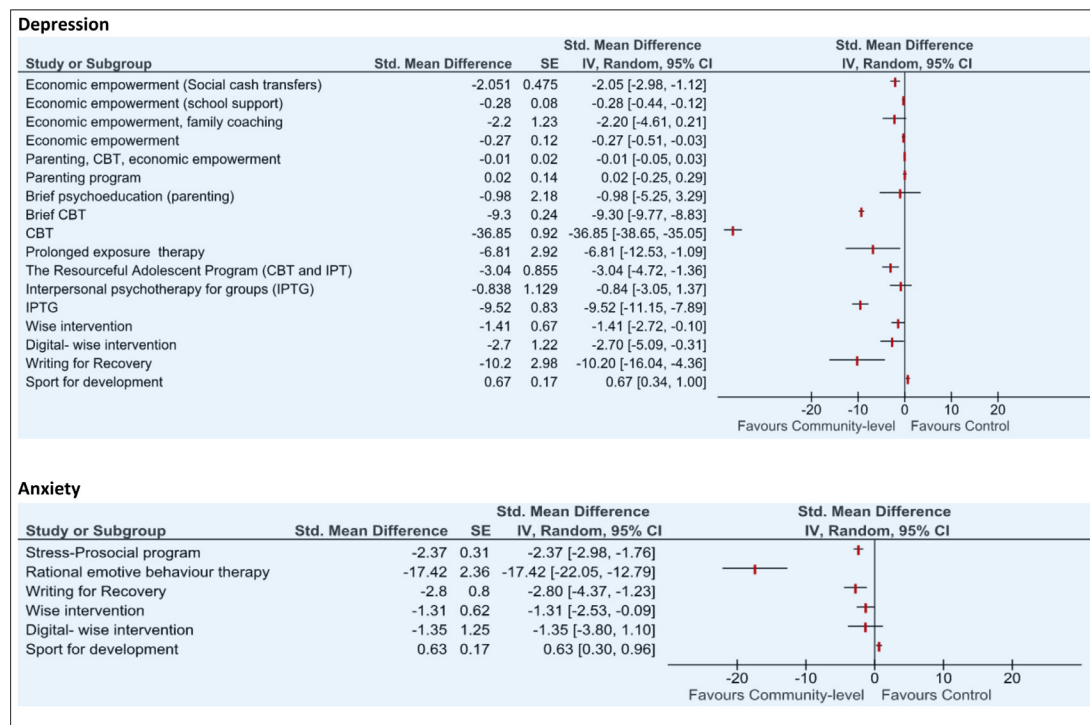 Depression
Std. Mean Difference Std. Mean Difference
Study or Subgroup Std. Mean Difference SE IV, Random, 95% CI IV, Random, 95% CI
Economic empowerment (Social cash transfers) -2.051 0.475 -2.05 [-2.98, -1.12]
Economic empowerment (school support) -0.28 0.08 -0.28 [-0.44, -0.12]
Economic empowerment, family coaching -2.2 1.23 -2.20 [-4.61, 0.21]
Economic empowerment -0.27 0.12 -0.27 [-0.51, -0.03]
Parenting, CBT, economic empowerment -0.01 0.02 -0.01 [-0.05, 0.03]
Parenting program 0.02 0.14 0.02 [-0.25, 0.29]
Brief psychoeducation (parenting) -0.98 2.18 -0.98 [-5.25, 3.29]
Brief CBT -9.3 0.24 -9.30 [-9.77, -8.83]
CBT -36.85 0.92 -36.85 [-38.65, -35.05]
Prolonged exposure therapy -6.81 2.92 -6.81 [-12.53, -1.09]
The Resourceful Adolescent Program (CBT and IPT) -3.04 0.855 -3.04 [-4.72, -1.36]
Interpersonal psychotherapy for groups (IPTG) -0.838 1.129 -0.84 [-3.05, 1.37]
IPTG -9.52 0.83 -9.52 [-11.15, -7.89]
Wise intervention -1.41 0.67 -1.41 [-2.72, -0.10]
Digital- wise intervention -2.7 1.22 -2.70 [-5.09, -0.31]
Writing for Recovery -10.2 2.98 -10.20 [-16.04, -4.36]
Sport for development 0.67 0.17 0.67 [0.34, 1.00]
-20 -10 0 10 20
Favours Community-level Favours Control
Anxiety
Std. Mean Difference Std. Mean Difference
Study or Subgroup Std. Mean Difference SE IV, Random, 95% CI IV, Random, 95% CI
Stress-Prosocial program -2.37 0.31 -2.37 [-2.98, -1.76]
Rational emotive behaviour therapy -17.42 2.36 -17.42 [-22.05, -12.79]
Writing for Recovery -2.8 0.8 -2.80 [-4.37, -1.23]
Wise intervention -1.31 0.62 -1.31 [-2.53, -0.09]
Digital- wise intervention -1.35 1.25 -1.35 [-3.80, 1.10]
Sport for development 0.63 0.17 0.63 [0.30, 0.96]
-20 -10 0 10 20
Favours Community-level Favours Control